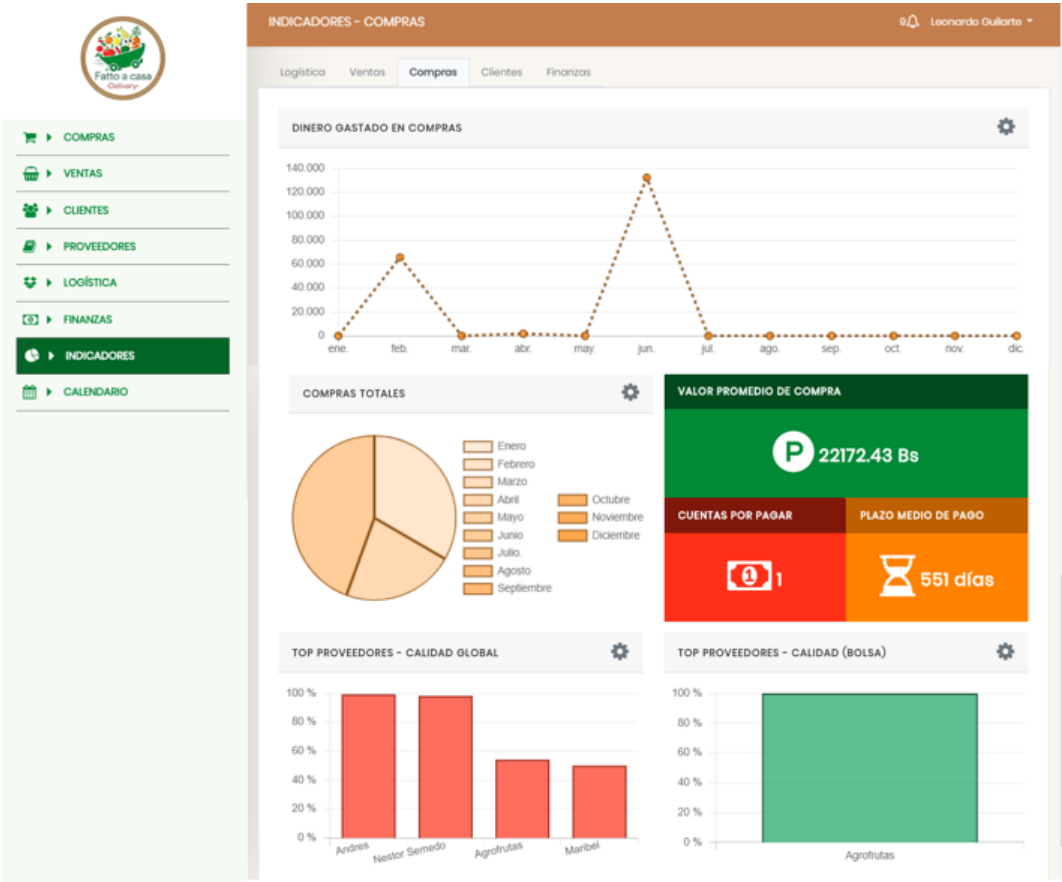 Fatto a casa
-Delivery-
COMPRAS
VENTAS
CLIENTES
PROVEEDORES
LOGÍSTICA
FINANZAS
INDICADORES
CALENDARIO
INDICADORES - COMPRAS
9 Leonardo Guilarte
Logística Ventas Compras Clientes Finanzas
DINERO GASTADO EN COMPRAS
140.000
120.000
100.000
80.000
60.000
40.000
20.000
0
ene. feb. mar. abr. may. jun. jul. ago. sep. oct. nov. dic.
COMPRAS TOTALES
Enero
Febrero
Marzo
Abril
Mayo
Junio
Julio.
Agosto
Septiembre
Octubre
Noviembre
Diciembre
VALOR PROMEDIO DE COMPRA
P 22172.43 Bs
CUENTAS POR PAGAR
1 1
PLAZO MEDIO DE PAGO
551 días
TOP PROVEEDORES - CALIDAD GLOBAL
100 %
80 %
60 %
40 %
20 %
0 %
Andres Nestor Semedo Agrofrutas Maribel
TOP PROVEEDORES - CALIDAD (BOLSA)
100 %
80 %
60 %
40 %
20 %
0 %
Agrofrutas